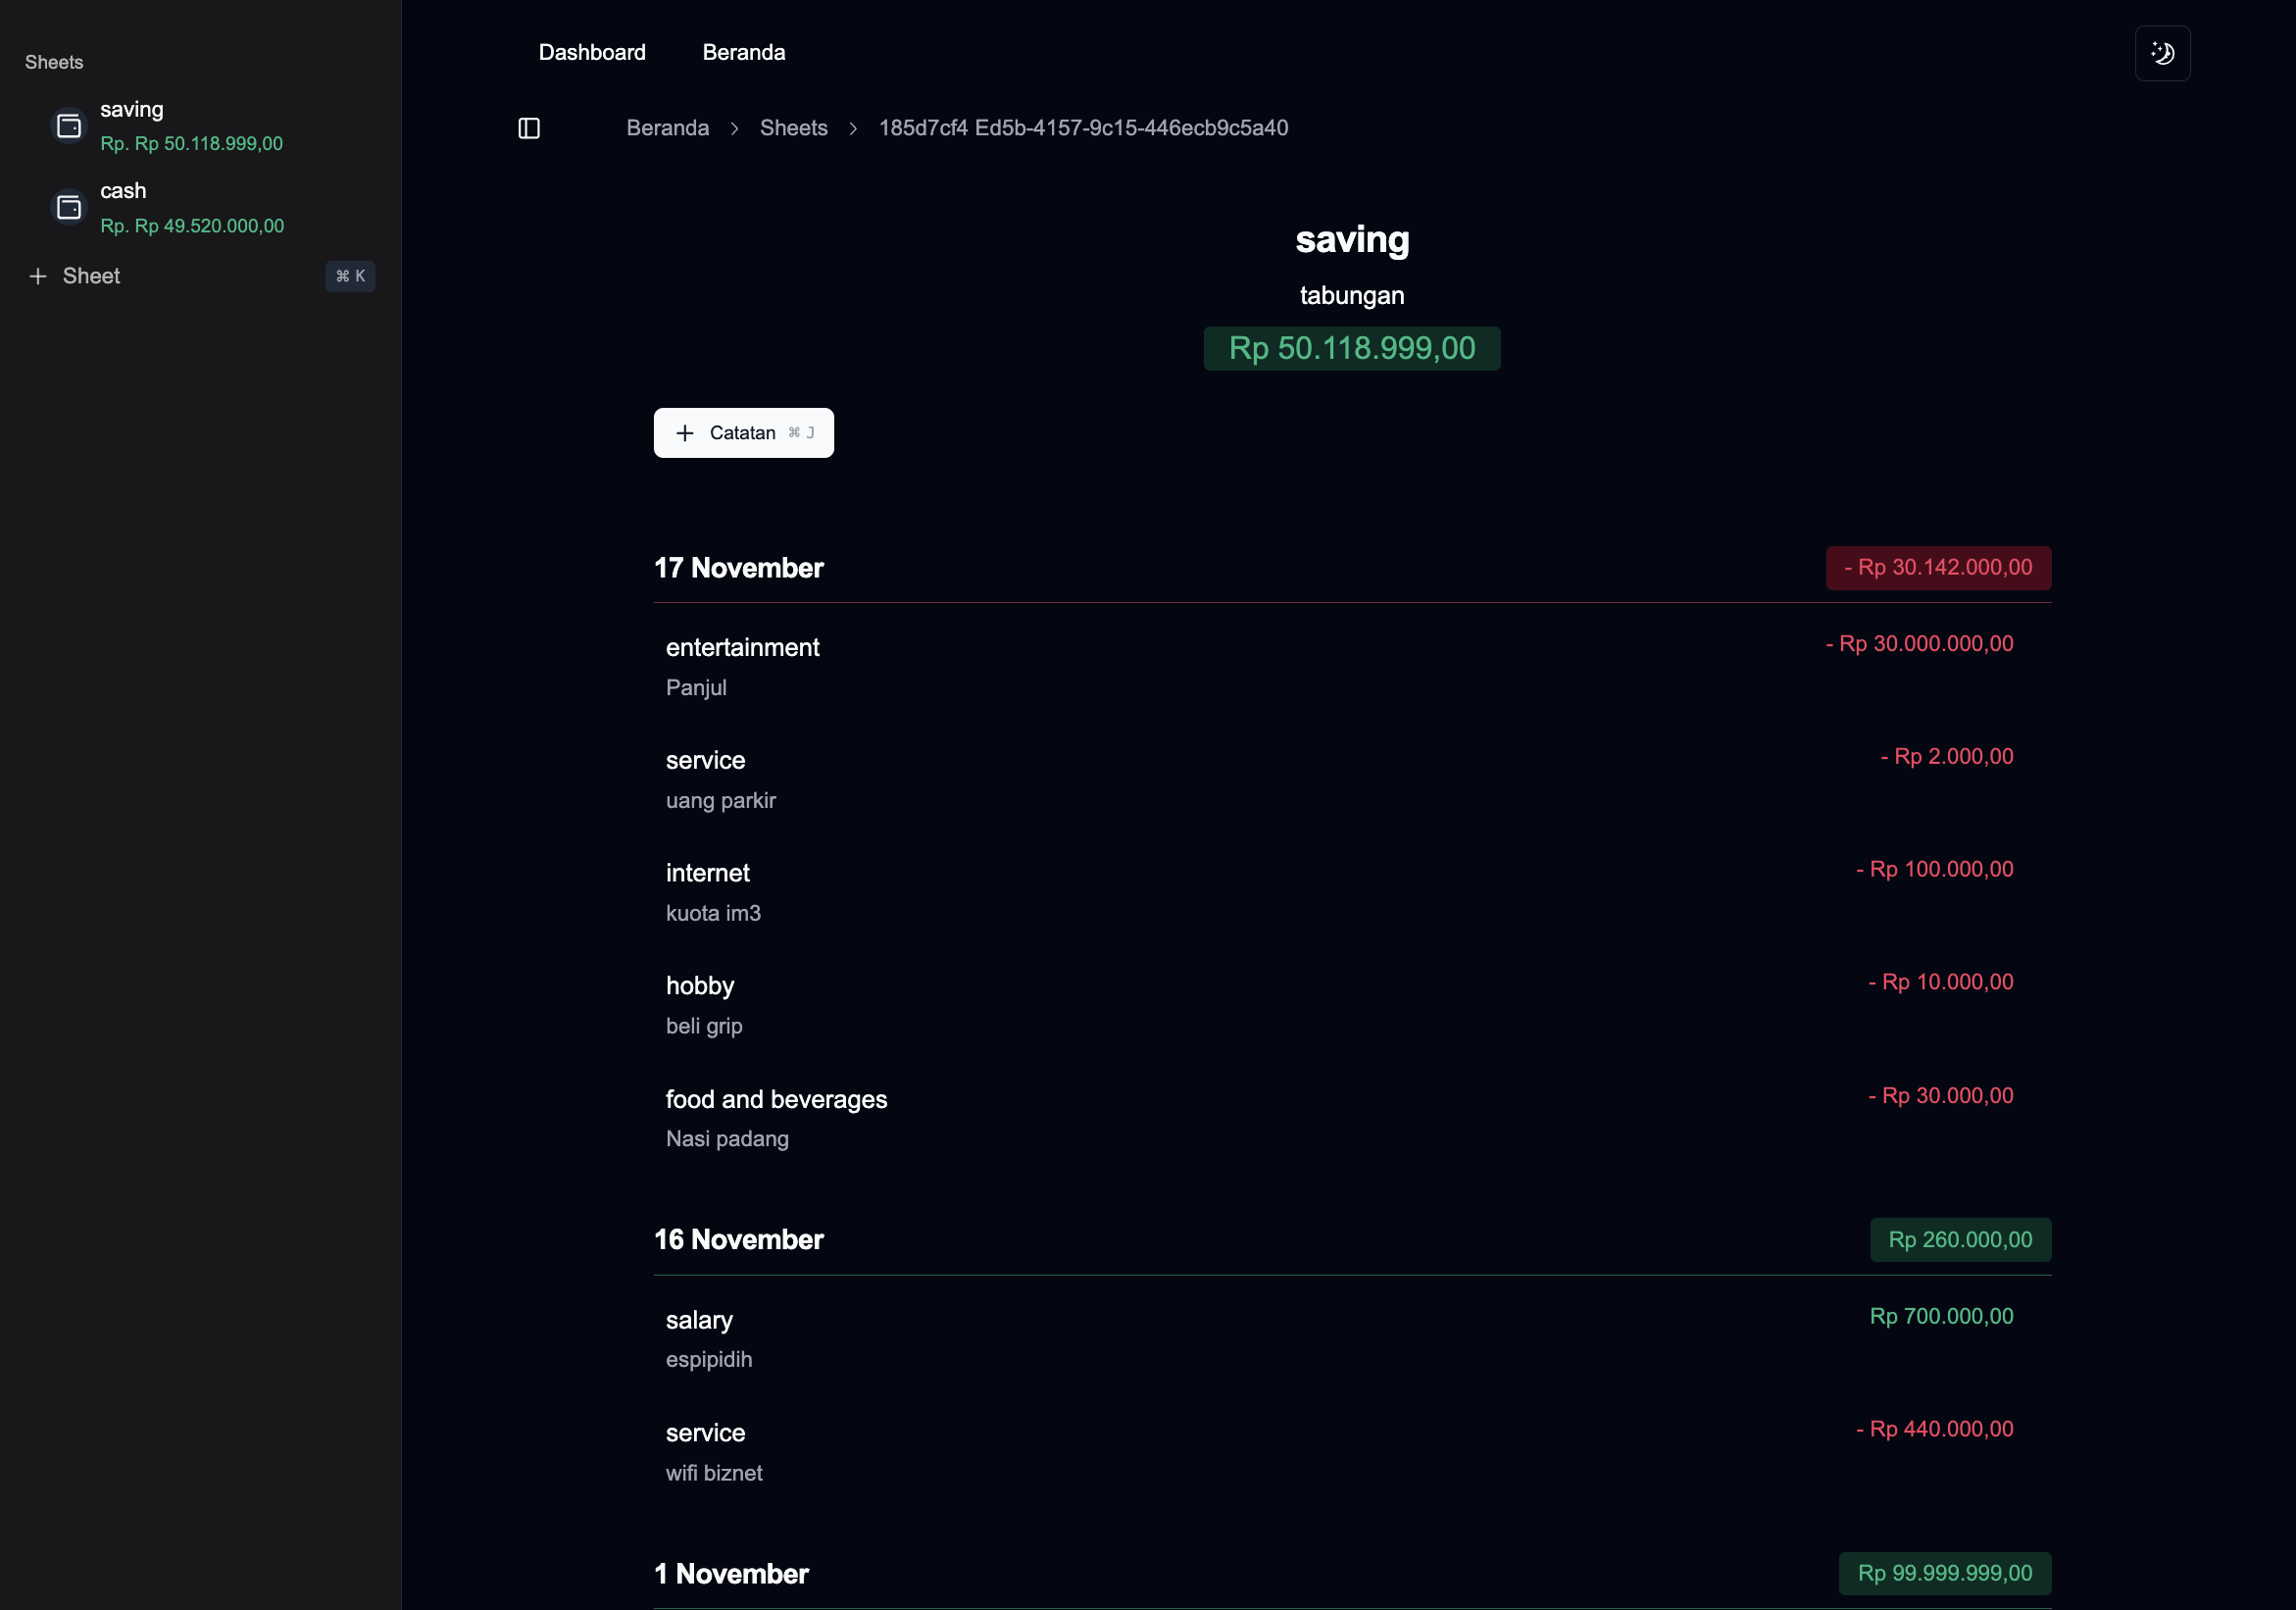 Sheets
saving
Rp. Rp 50.118.999,00
cash
Rp. Rp 49.520.000,00
Sheet ⌘ K
Dashboard Beranda
Beranda > Sheets > 185d7cf4 Ed5b-4157-9c15-446ecb9c5a40
saving
tabungan
Rp 50.118.999,00
+ Catatan ⌘ J
17 November - Rp 30.142.000,00
entertainment - Rp 30.000.000,00
Panjul
service - Rp 2.000,00
uang parkir
internet - Rp 100.000,00
kuota im3
hobby - Rp 10.000,00
beli grip
food and beverages - Rp 30.000,00
Nasi padang
16 November Rp 260.000,00
salary Rp 700.000,00
espipidih
service - Rp 440.000,00
wifi biznet
1 November Rp 99.999.999,00